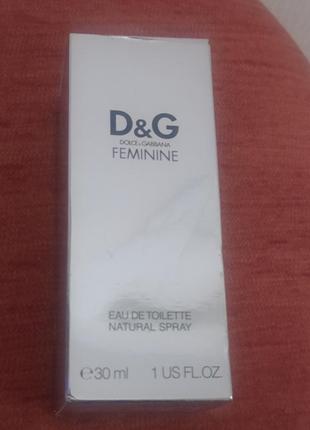 D&G
DOLCE & GABBANA
FEMININE
EAU DE TOILETTE
NATURAL SPRAY
℮30 ml 1 US FL.OZ.